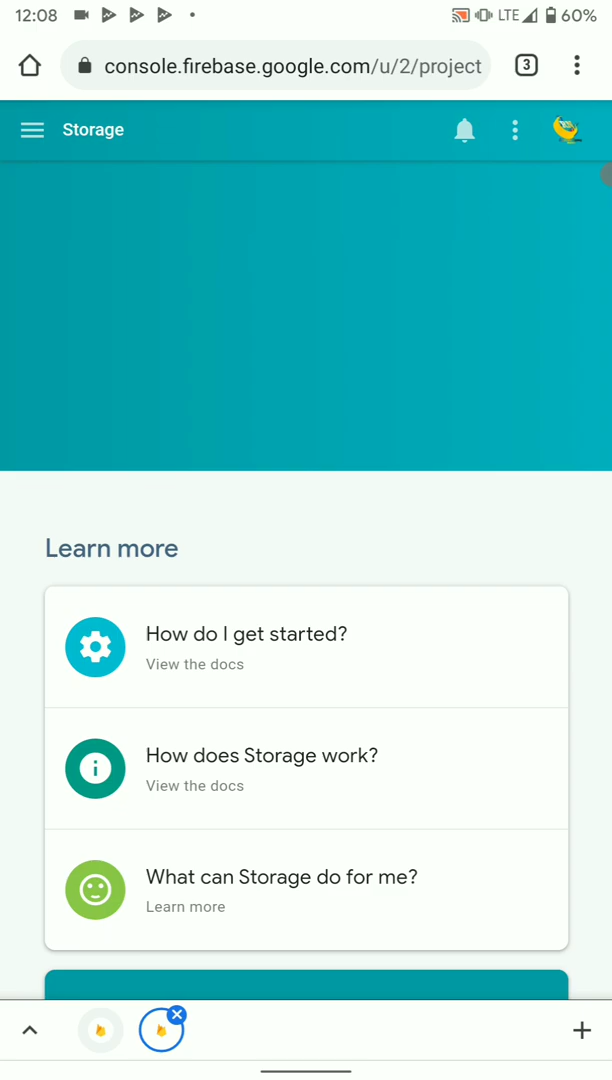 12:08
LTE
60%
console.firebase.google.com/u/2/project
3
Storage
Learn more
How do I get started?
View the docs
How does Storage work?
View the docs
What can Storage do for me?
Learn more